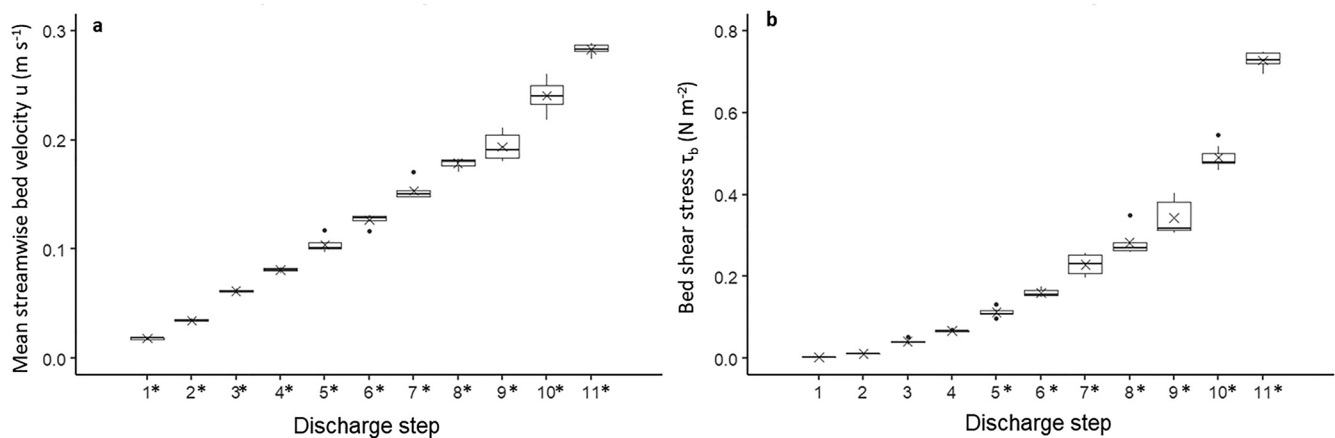 a
Mean streamwise bed velocity u (m s⁻¹)
0.3
0.2
0.1
0.0
1* 2* 3* 4* 5* 6* 7* 8* 9* 10* 11*
Discharge step
b
Bed shear stress τb (N m⁻²)
0.8
0.6
0.4
0.2
0.0
1 2 3 4 5* 6* 7* 8* 9* 10* 11*
Discharge step